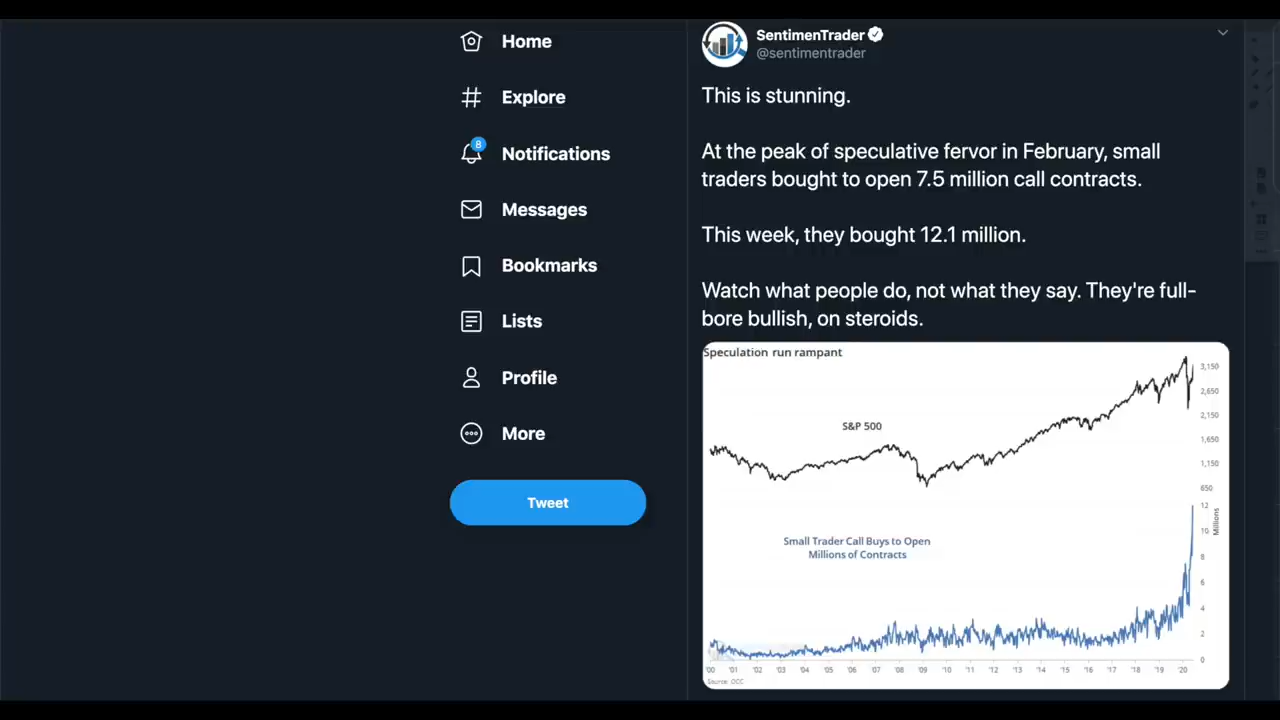 Home
Explore
8
Notifications
Messages
Bookmarks
Lists
Profile
More
Tweet
SentimenTrader
@sentimentrader
This is stunning.
At the peak of speculative fervor in February, small
traders bought to open 7.5 million call contracts.
This week, they bought 12.1 million.
Watch what people do, not what they say. They're full-
bore bullish, on steroids.
Speculation run rampant
S&P 500
3,150
2,650
2,150
1,650
1,150
650
Small Trader Call Buys to Open
Millions of Contracts
12
10
8
6
4
2
0
Millions
'00 '01 '02 '03 '04 '05 '06 '07 '08 '09 '10 '11 '12 '13 '14 '15 '16 '17 '18 '19 '20
Source: OCC